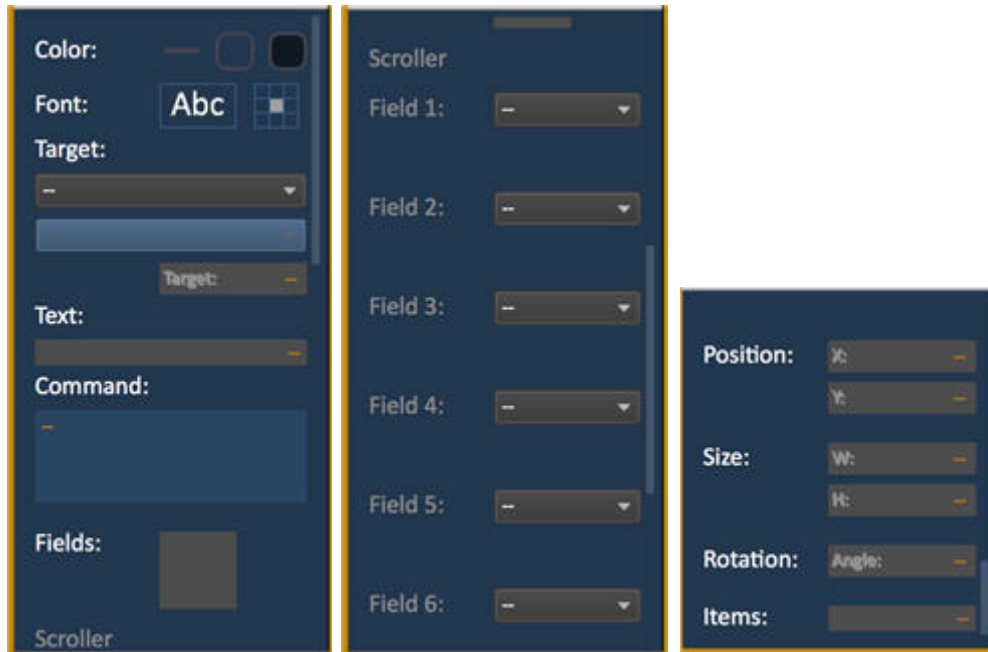 Color:
Font: Abc
Target:
--
Target: --
Text:
--
Command:
--
Fields:
Scroller
Scroller
Field 1: --
Field 2: --
Field 3: --
Field 4: --
Field 5: --
Field 6: --
Position: X: --
Y: --
Size: W: --
H: --
Rotation: Angle: --
Items: --